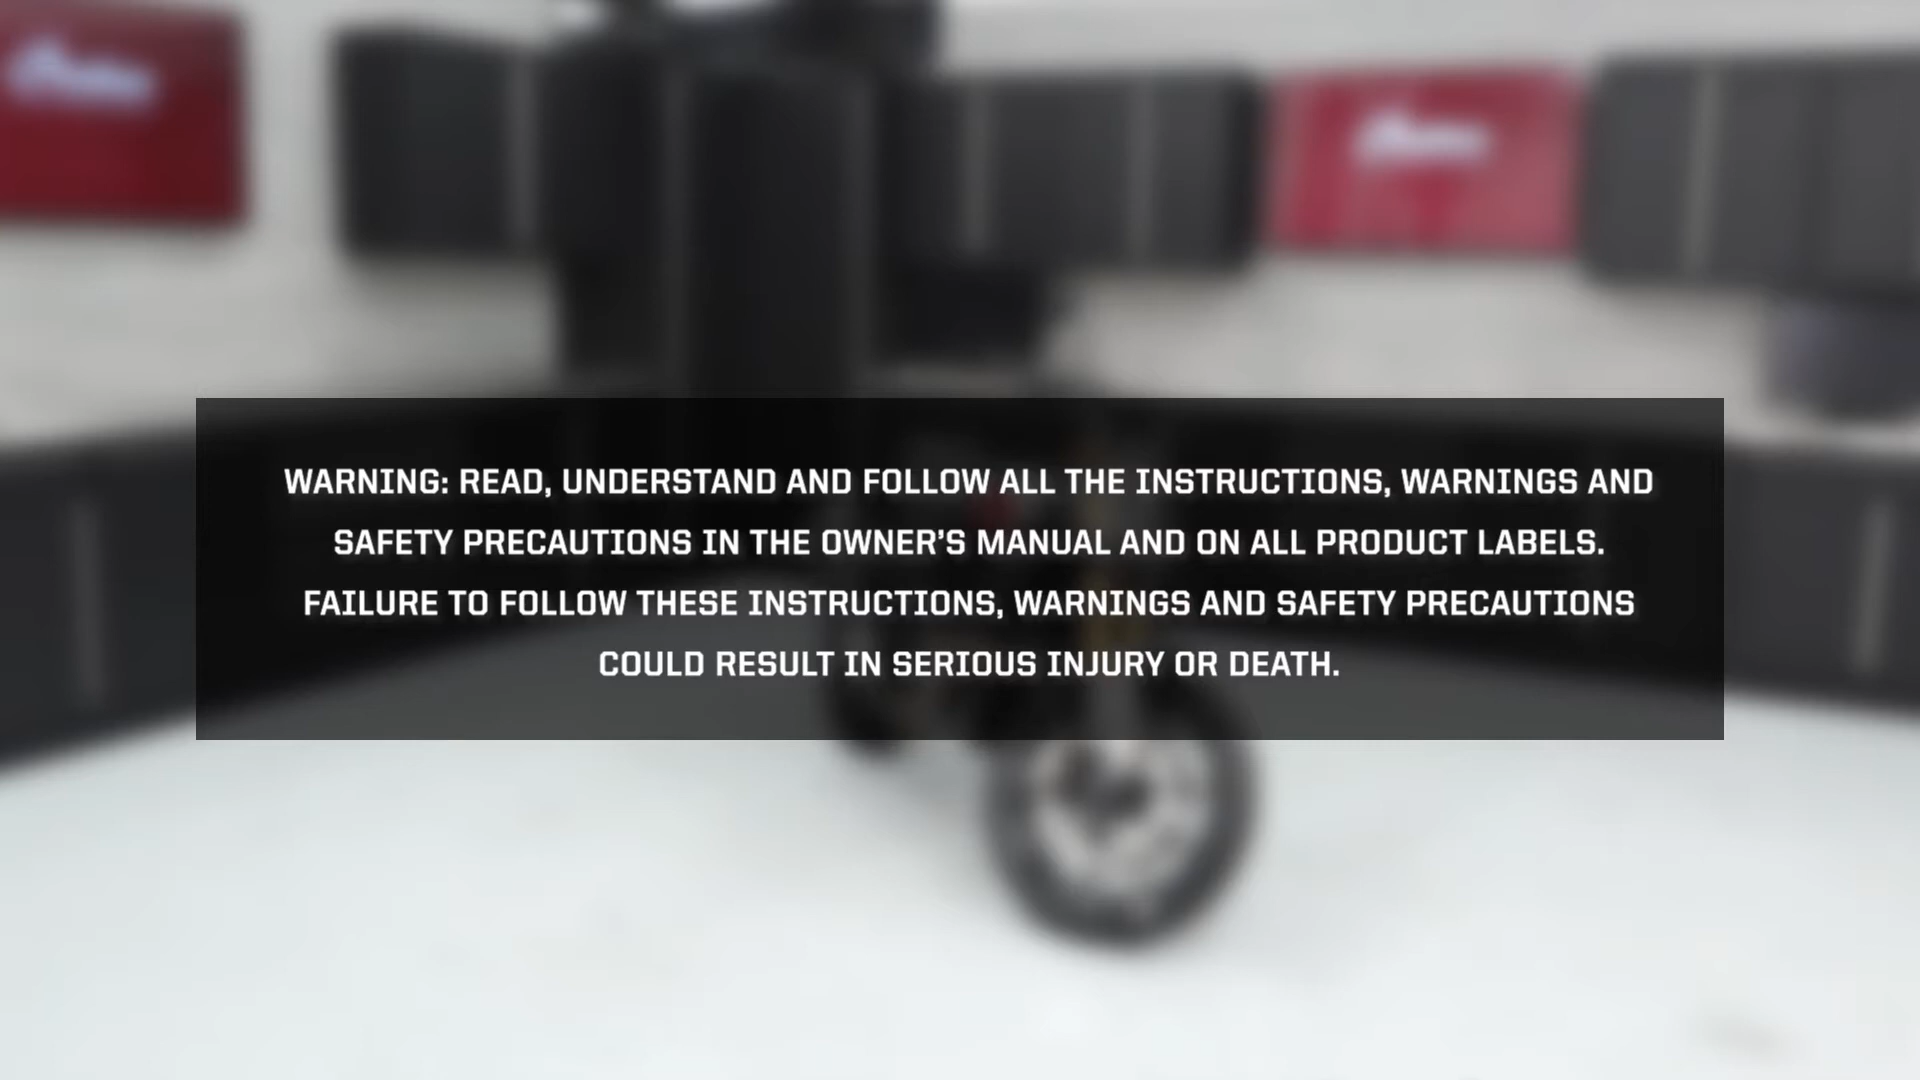 WARNING: READ, UNDERSTAND AND FOLLOW ALL THE INSTRUCTIONS, WARNINGS AND
SAFETY PRECAUTIONS IN THE OWNER’S MANUAL AND ON ALL PRODUCT LABELS.
FAILURE TO FOLLOW THESE INSTRUCTIONS, WARNINGS AND SAFETY PRECAUTIONS
COULD RESULT IN SERIOUS INJURY OR DEATH.